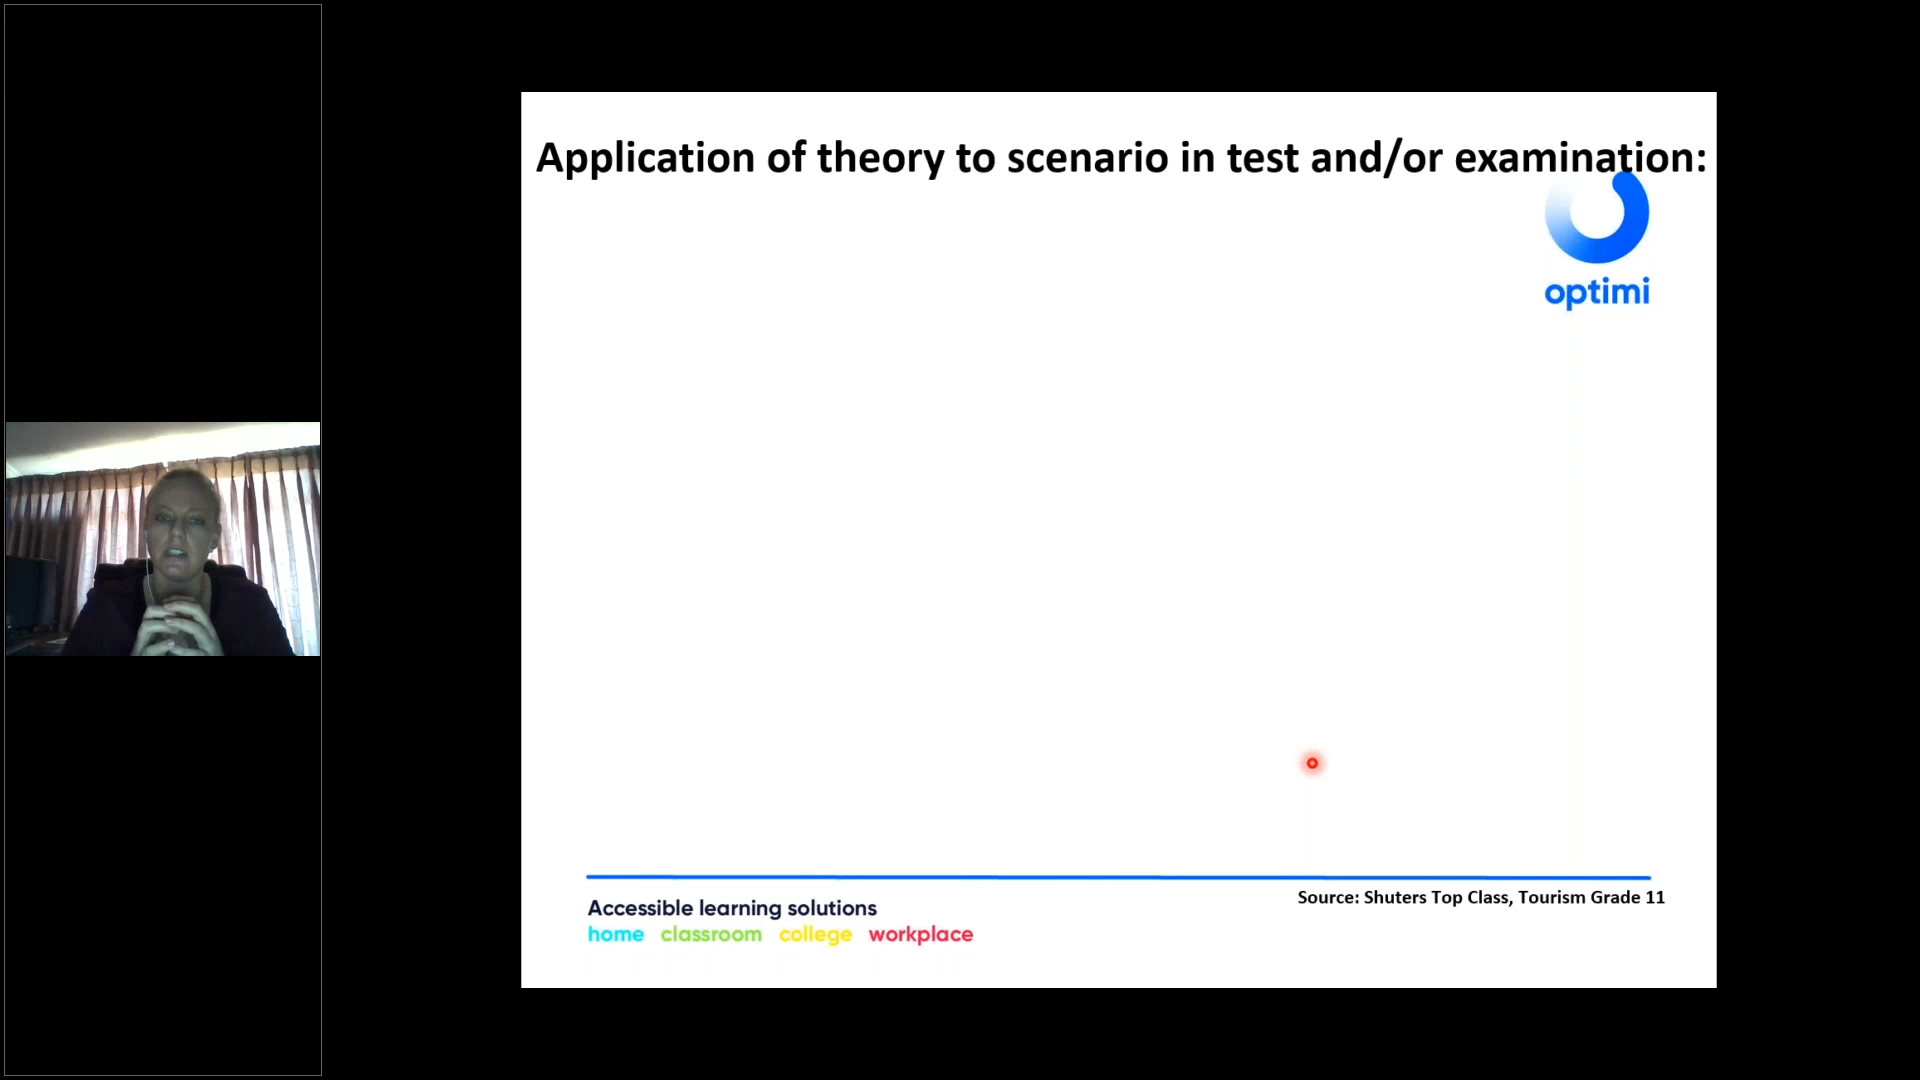 Application of theory to scenario in test and/or examination:
optimi
Source: Shuters Top Class, Tourism Grade 11
Accessible learning solutions
home classroom college workplace